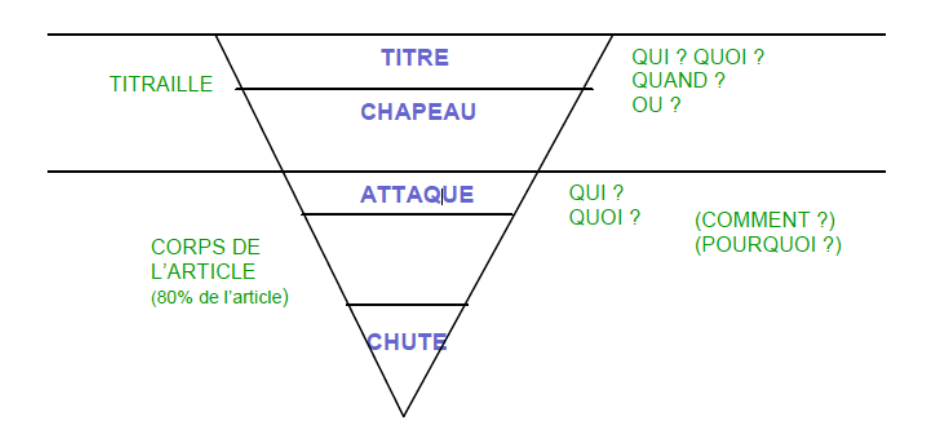 TITRE
QUI ? QUOI ?
TITRAILLE
QUAND ?
CHAPEAU
OU ?
ATTAQUE
QUI ?
QUOI ?
(COMMENT ?)
(POURQUOI ?)
CORPS DE
L'ARTICLE
(80% de l'article)
CHUTE